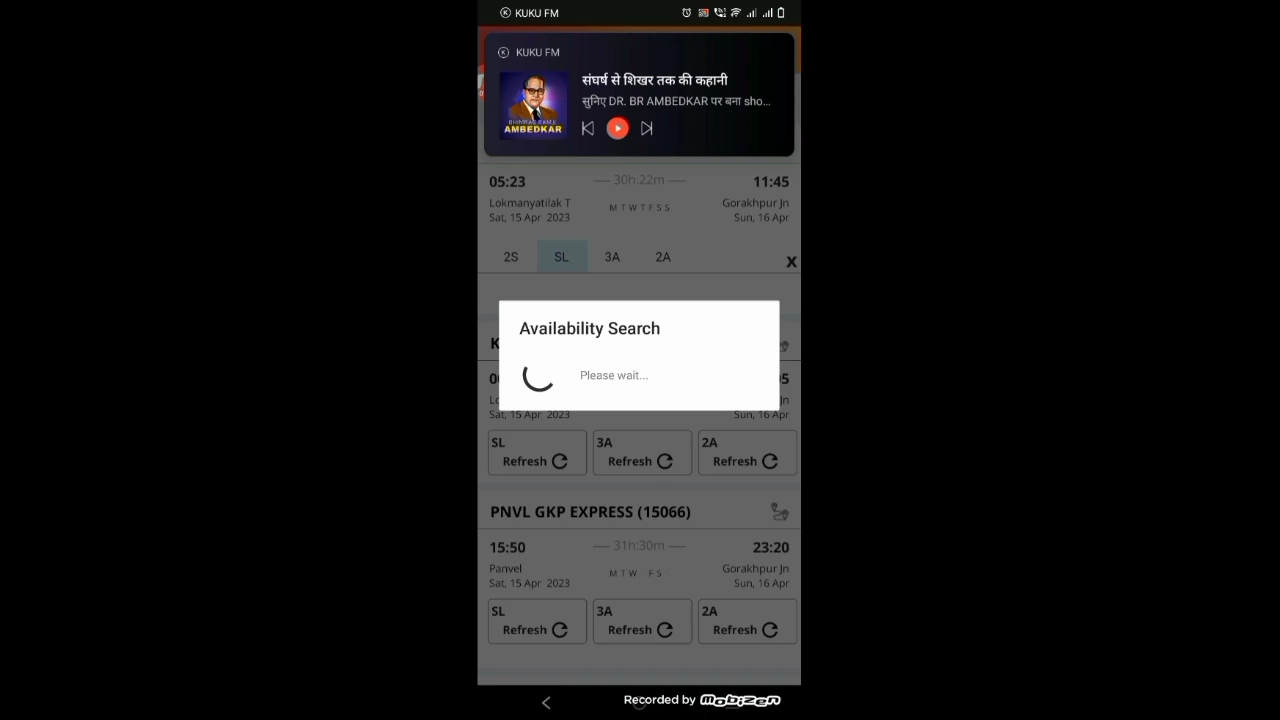 KUKU FM
KUKU FM
संघर्ष से शिखर तक की कहानी
सुनिए DR. BR AMBEDKAR पर बना sho...
BHIMRAO RAMJI
AMBEDKAR
05:23
30h:22m
11:45
Lokmanyatilak T
M T W T F S S
Gorakhpur Jn
Sat, 15 Apr 2023
Sun, 16 Apr
2S
SL
3A
2A
X
Availability Search
Please wait...
Sat, 15 Apr 2023
Sun, 16 Apr
SL
3A
2A
Refresh
Refresh
Refresh
PNVL GKP EXPRESS (15066)
15:50
31h:30m
23:20
Panvel
M T W F S
Gorakhpur Jn
Sat, 15 Apr 2023
Sun, 16 Apr
SL
3A
2A
Refresh
Refresh
Refresh
Recorded by Mobizen